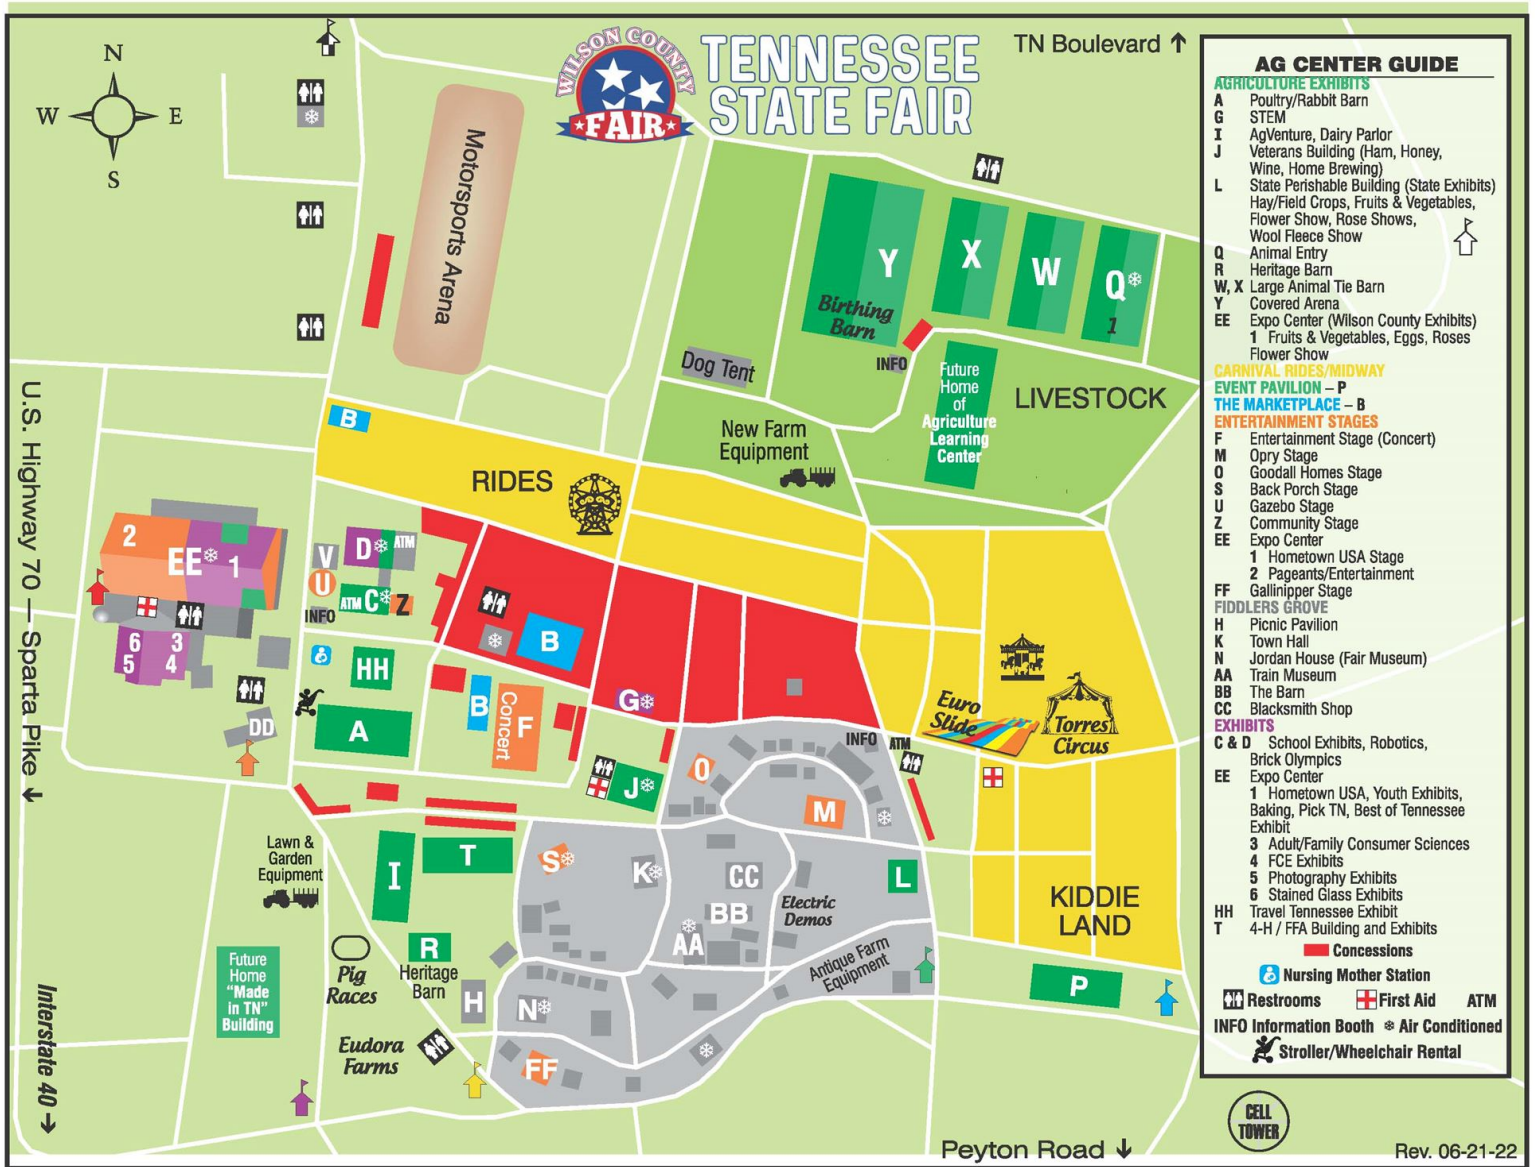 N
W
E
S
WILSON COUNTY
FAIR
TENNESSEE
STATE FAIR
TN Boulevard ↑
Motorsports Arena
Y
X
W
Q
1
Birthing
Barn
INFO
Dog Tent
Future
Home
of
Agriculture
Learning
Center
LIVESTOCK
New Farm
Equipment
B
RIDES
U.S. Highway 70 — Sparta Pike ↓
2
EE
1
6
5
3
4
V
U
INFO
D
ATM
ATM
C
Z
HH
A
DD
B
B
Concert
F
G
J
Euro
Slide
Torres
Circus
INFO
ATM
O
M
KIDDIE
LAND
Lawn &
Garden
Equipment
I
T
S
K
CC
BB
AA
Electric
Demos
L
Antique Farm
Equipment
P
R
Heritage
Barn
Pig
Races
H
N
FF
Future
Home
"Made
In TN"
Building
Eudora
Farms
Interstate 40 →
Peyton Road ↓
CELL
TOWER
Rev. 06-21-22
AG CENTER GUIDE
AGRICULTURE EXHIBITS
A Poultry/Rabbit Barn
G STEM
I AgVenture, Dairy Parlor
J Veterans Building (Ham, Honey,
Wine, Home Brewing)
L State Perishable Building (State Exhibits)
Hay/Field Crops, Fruits & Vegetables,
Flower Show, Rose Shows,
Wool Fleece Show
Q Animal Entry
R Heritage Barn
W, X Large Animal Tie Barn
Y Covered Arena
EE Expo Center (Wilson County Exhibits)
1 Fruits & Vegetables, Eggs, Roses
Flower Show
CARNIVAL RIDES/MIDWAY
EVENT PAVILION – P
THE MARKETPLACE – B
ENTERTAINMENT STAGES
F Entertainment Stage (Concert)
M Opry Stage
O Goodall Homes Stage
S Back Porch Stage
U Gazebo Stage
Z Community Stage
EE Expo Center
1 Hometown USA Stage
2 Pageants/Entertainment
FF Gallinipper Stage
FIDDLERS GROVE
H Picnic Pavilion
K Town Hall
N Jordan House (Fair Museum)
AA Train Museum
BB The Barn
CC Blacksmith Shop
EXHIBITS
C & D School Exhibits, Robotics,
Brick Olympics
EE Expo Center
1 Hometown USA, Youth Exhibits,
Baking, Pick TN, Best of Tennessee
Exhibit
3 Adult/Family Consumer Sciences
4 FCE Exhibits
5 Photography Exhibits
6 Stained Glass Exhibits
HH Travel Tennessee Exhibit
T 4-H / FFA Building and Exhibits
Concessions
Nursing Mother Station
Restrooms First Aid ATM
INFO Information Booth Air Conditioned
Stroller/Wheelchair Rental